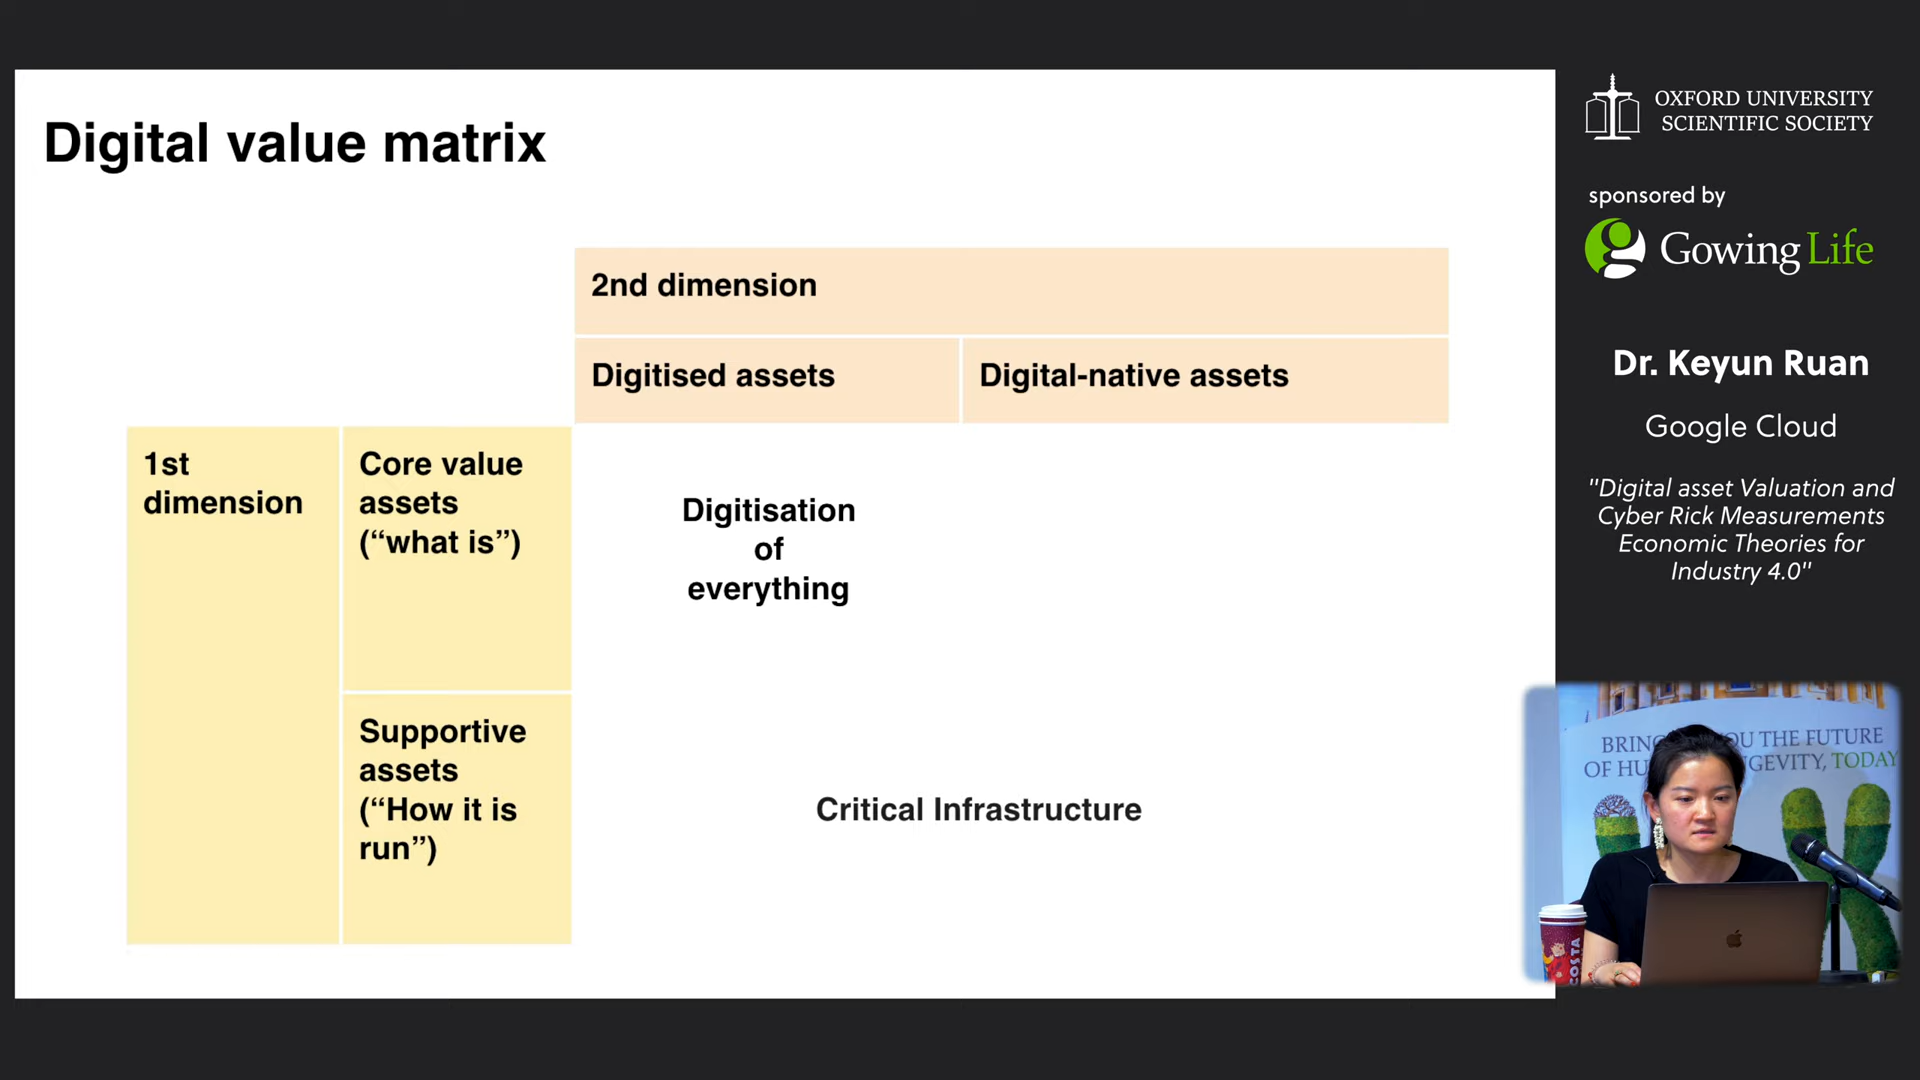 Digital value matrix
2nd dimension
Digitised assets
Digital-native assets
1st
dimension
Core value
assets
(“what is”)
Digitisation
of
everything
Supportive
assets
(“How it is
run”)
Critical Infrastructure
OXFORD UNIVERSITY
SCIENTIFIC SOCIETY
sponsored by
Gowing Life
Dr. Keyun Ruan
Google Cloud
"Digital asset Valuation and
Cyber Rick Measurements
Economic Theories for
Industry 4.0"
YOU THE FUTURE
TODAY
COSTA